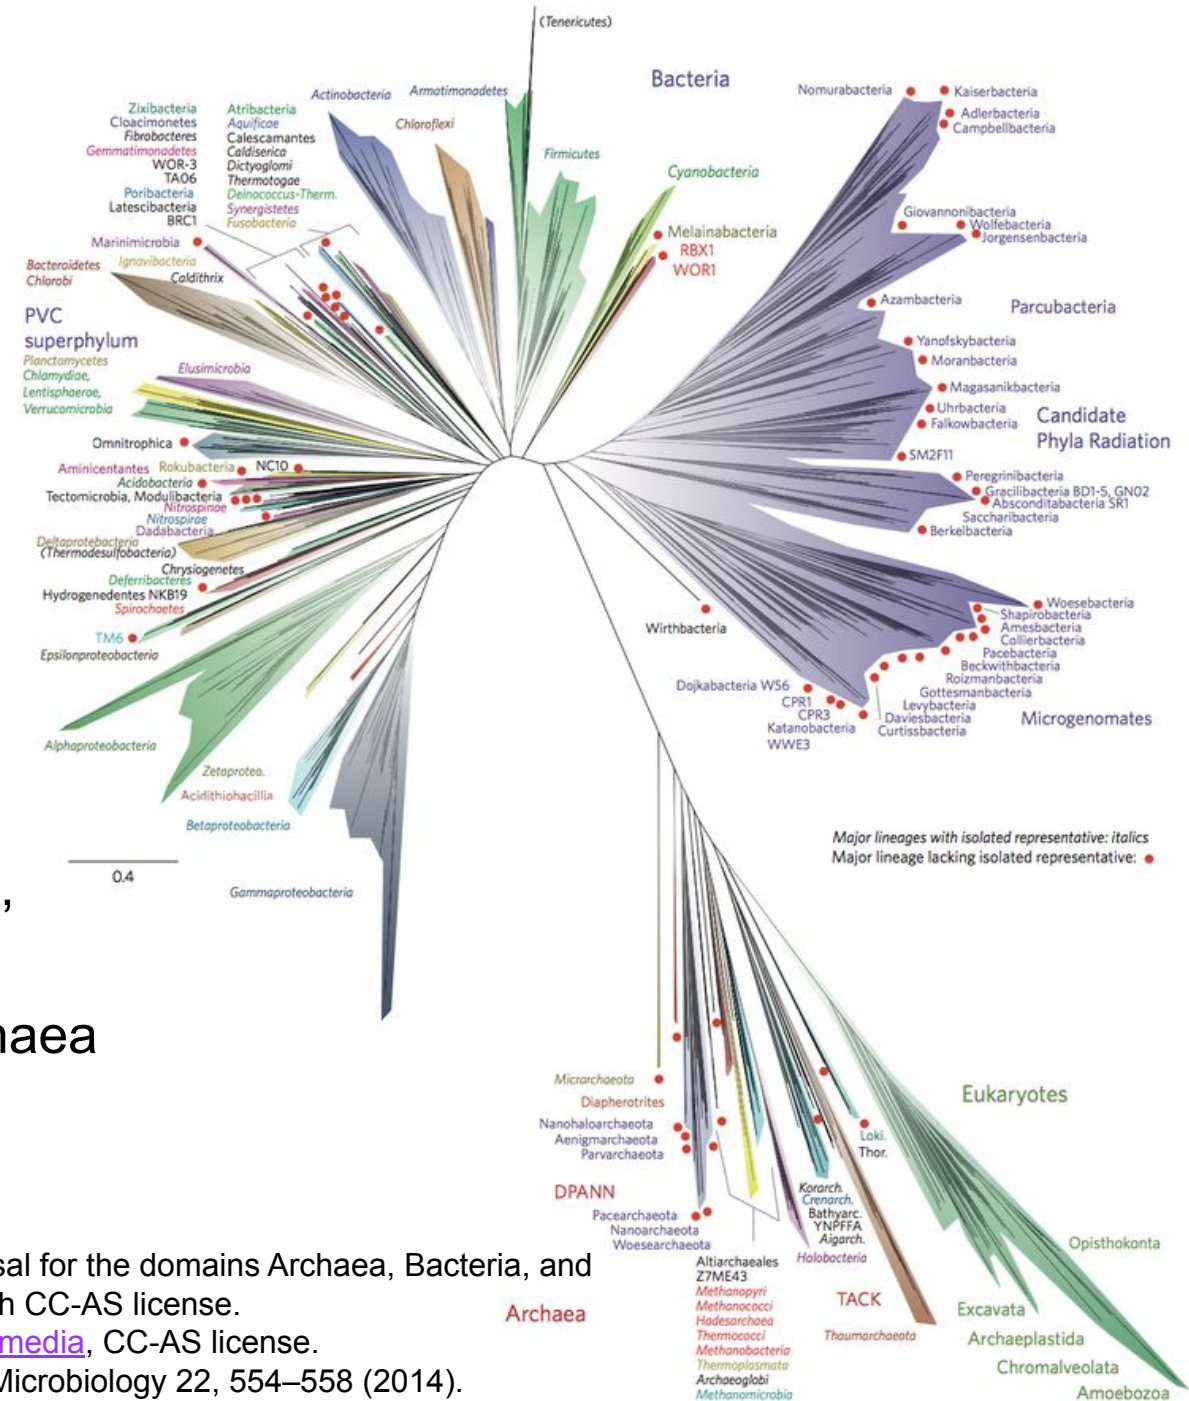 (Tenericutes)
Bacteria
Actinobacteria
Armatimonadetes
Chloroflexi
Firmicutes
Cyanobacteria
Melainabacteria
RBX1
WOR1
Zixibacteria
Cloacimonetes
Fibrobacteres
Gemmatimonadetes
WOR-3
TA06
Poribacteria
Latescibacteria
BRC1
Atribacteria
Aquificae
Calescamantes
Caldiserica
Dictyoglomi
Thermotogae
Deinococcus-Therm.
Synergistetes
Fusobacteria
Marinimicrobia
Ignavibacteria
Bacteroidetes
Chlorobi
Caldithrix
PVC
superphylum
Planctomycetes
Chlamydiae,
Lentisphaerae,
Verrucomicrobia
Elusimicrobia
Omnitrophica
Aminicentantes
Rokubacteria
NC10
Acidobacteria
Tectomicrobia, Modulibacteria
Nitrospinae
Nitrospirae
Dadabacteria
Deltaprotebacteria
(Thermodesulfobacteria)
Chrysiogenetes
Deferribacteres
Hydrogenedentes NKB19
Spirochaetes
TM6
Epsilonproteobacteria
Alphaproteobacteria
Zetaproteo.
Acidithiobacillia
Betaproteobacteria
Gammaproteobacteria
0.4
Nomurabacteria
Kaiserbacteria
Adlerbacteria
Campbellbacteria
Giovannonibacteria
Wolfebacteria
Jorgensenbacteria
Azambacteria
Parcubacteria
Yanofskybacteria
Moranbacteria
Magasanikbacteria
Uhrbacteria
Falkowbacteria
Candidate
Phyla Radiation
SM2F11
Peregrinibacteria
Gracilibacteria BD1-5, GN02
Absconditabacteria SR1
Saccharibacteria
Berkelbacteria
Woesebacteria
Shapirobacteria
Amesbacteria
Collierbacteria
Pacebacteria
Beckwithbacteria
Roizmanbacteria
Gottesmanbacteria
Levybacteria
Daviesbacteria
Curtissbacteria
Microgenomates
Wirthbacteria
Dojkabacteria WS6
CPR1
CPR3
Katanobacteria
WWE3
Major lineages with isolated representative: italics
Major lineage lacking isolated representative:
,
haea
Micrarchaeota
Diapherotrites
Nanohaloarchaeota
Aenigmarchaeota
Parvarchaeota
DPANN
Pacearchaeota
Nanoarchaeota
Woesearchaeota
Archaea
Altiarchaeales
Z7ME43
Methanopyri
Methanococci
Hadesarchaea
Thermococci
Methanobacteria
Thermoplasmata
Archaeoglobi
Methanomicrobia
Halobacteria
Korarch.
Crenarch.
Bathyarc.
YNPFFA
Aigarch.
TACK
Thaumarchaeota
Loki.
Thor.
Eukaryotes
Opisthokonta
Excavata
Archaeplastida
Chromalveolata
Amoebozoa
sal for the domains Archaea, Bacteria, and
h CC-AS license.
media, CC-AS license.
Microbiology 22, 554–558 (2014).